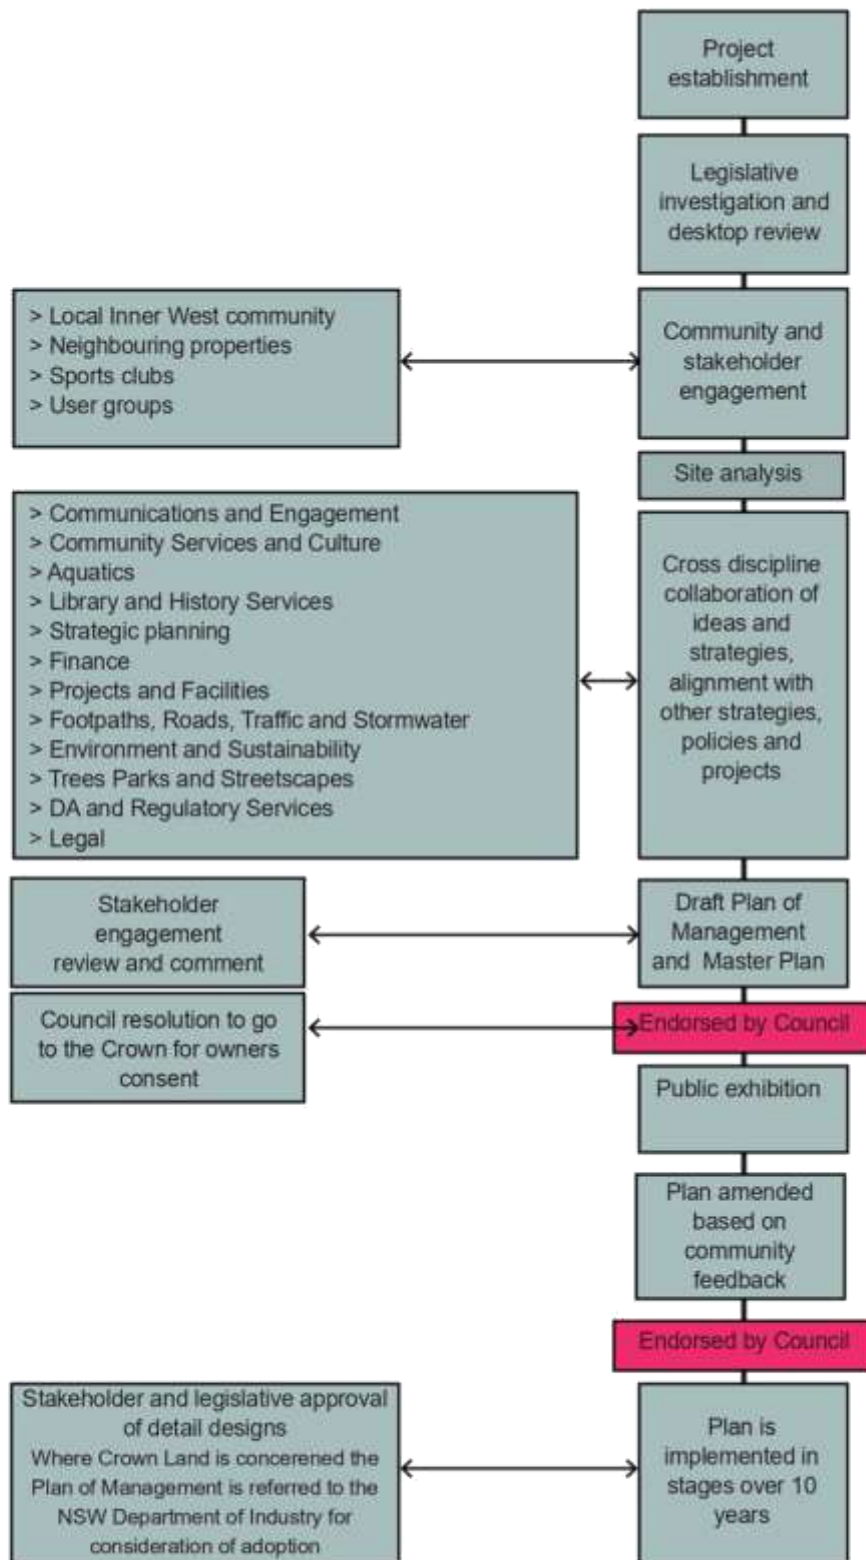 Project
establishment
Legislative
investigation and
desktop review
> Local Inner West community
> Neighbouring properties
> Sports clubs
> User groups
Community and
stakeholder
engagement
Site analysis
> Communications and Engagement
> Community Services and Culture
> Aquatics
> Library and History Services
> Strategic planning
> Finance
> Projects and Facilities
> Footpaths, Roads, Traffic and Stormwater
> Environment and Sustainability
> Trees Parks and Streetscapes
> DA and Regulatory Services
> Legal
Cross discipline
collaboration of
ideas and
strategies,
alignment with
other strategies,
policies and
projects
Stakeholder
engagement
review and comment
Draft Plan of
Management
and Master Plan
Council resolution to go
to the Crown for owners
consent
Endorsed by Council
Public exhibition
Plan amended
based on
community
feedback
Endorsed by Council
Stakeholder and legislative approval
of detail designs
Where Crown Land is concerened the
Plan of Management is referred to the
NSW Department of Industry for
consideration of adoption
Plan is
implemented in
stages over 10
years